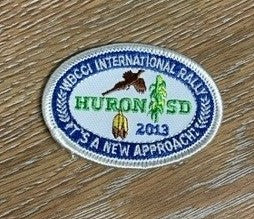 WBCCI INTERNATIONAL RALLY
HURON SD
2013
"IT'S A NEW APPROACH"